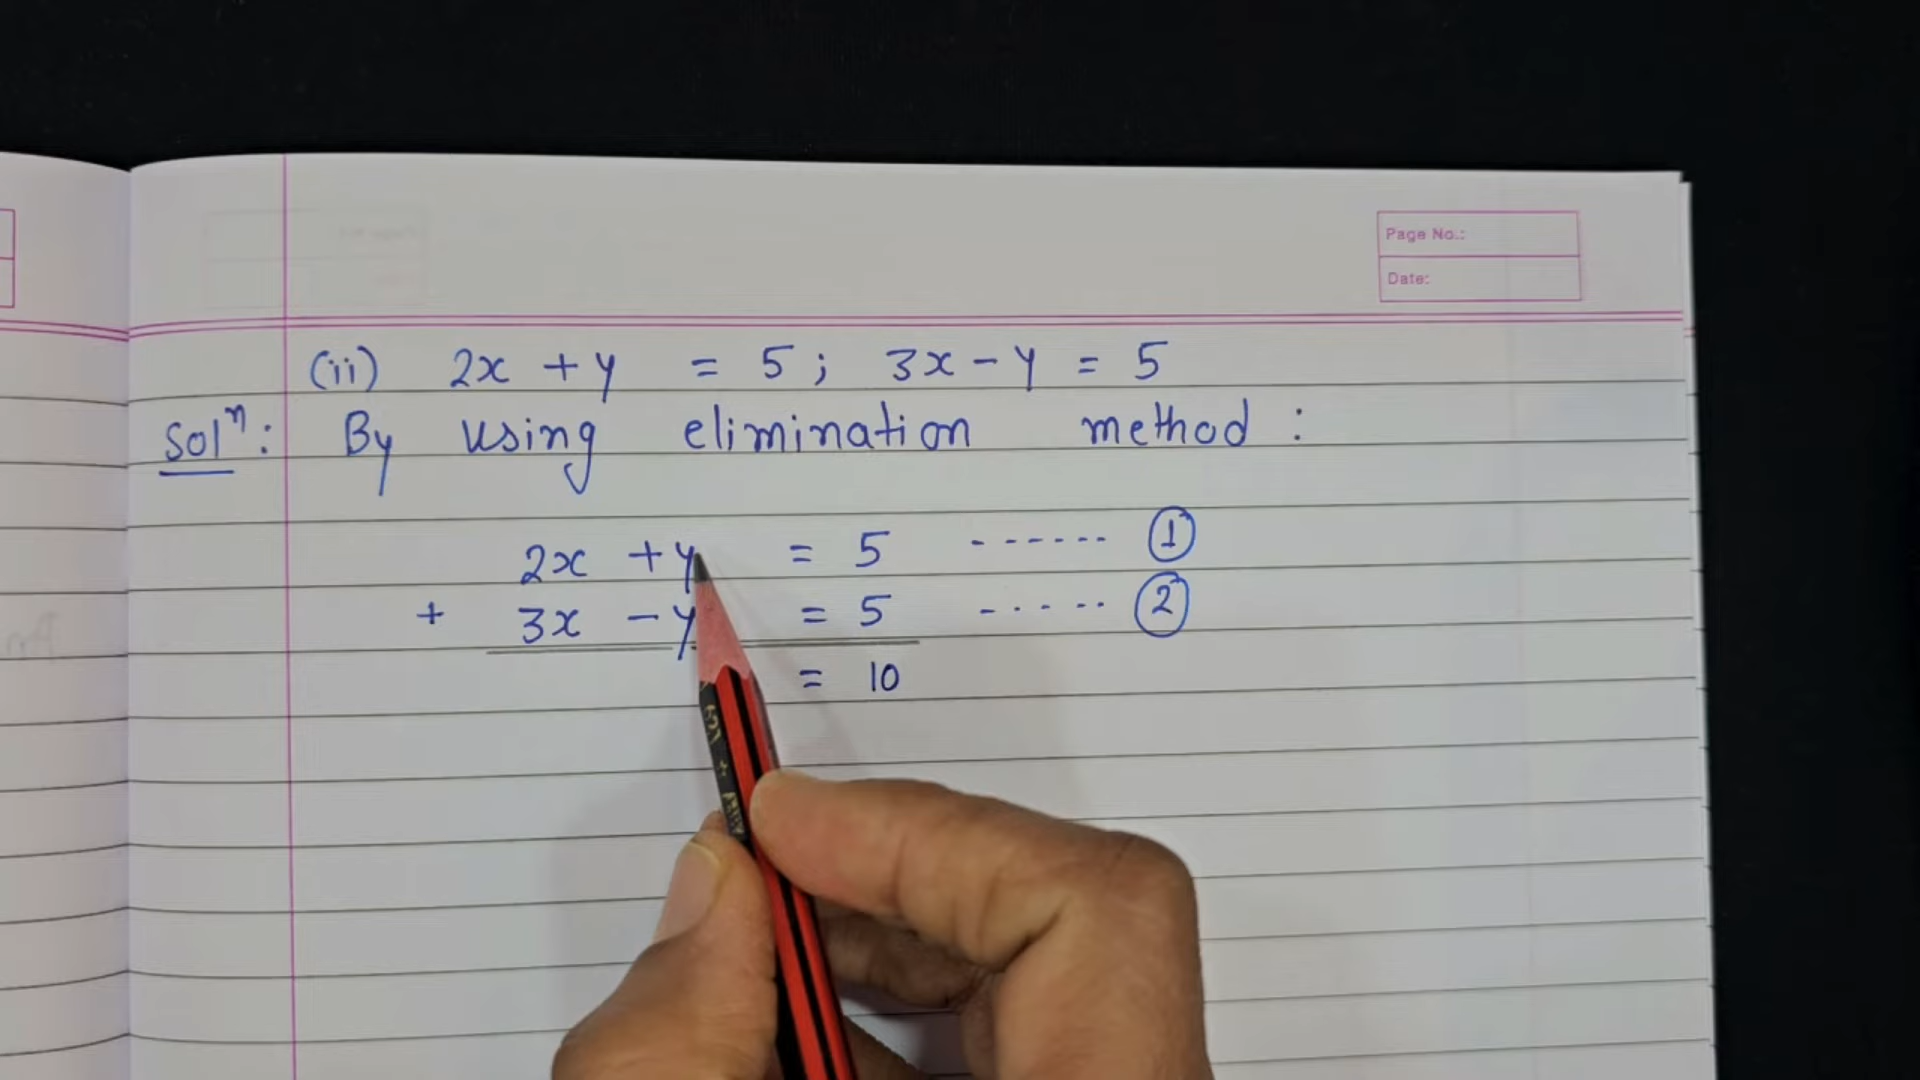 Page No.:
Date:
(ii) 2x + y = 5 ; 3x - y = 5
Solⁿ: By using elimination method :
2x + y = 5 ------ ①
+ 3x - y = 5 ----- ②
= 10